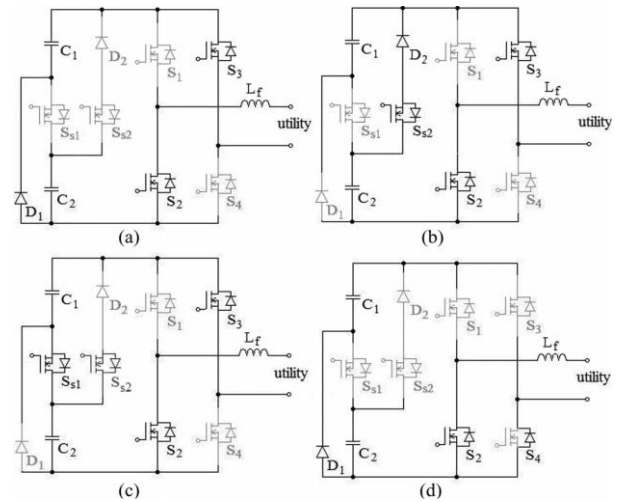 C1
D2
S1
S3
Lf
Ss1
Ss2
utility
D1
C2
S2
S4
(a)
C1
D2
S1
S3
Lf
Ss1
Ss2
utility
D1
C2
S2
S4
(b)
C1
D2
S1
S3
Lf
Ss1
Ss2
utility
D1
C2
S2
S4
(c)
C1
D2
S1
S3
Lf
Ss1
Ss2
utility
D1
C2
S2
S4
(d)